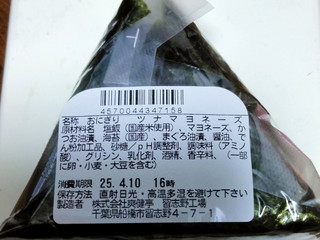 4570044347158
名称 おにぎり ツナマヨネーズ
原材料名 塩飯(国産米使用)、マヨネーズ、か
つお油漬、海苔(国産)、まぐろ油漬、醤油、で
ん粉加工品、砂糖/pH調整剤、調味料(アミノ
酸)、グリシン、乳化剤、酒精、香辛料、(一部
に卵・小麦・大豆を含む)
消費期限 25.4.10 16時
保存方法 直射日光・高温多湿を避けて下さい
製造者 株式会社爽健亭 習志野工場
千葉県船橋市習志野4-7-1